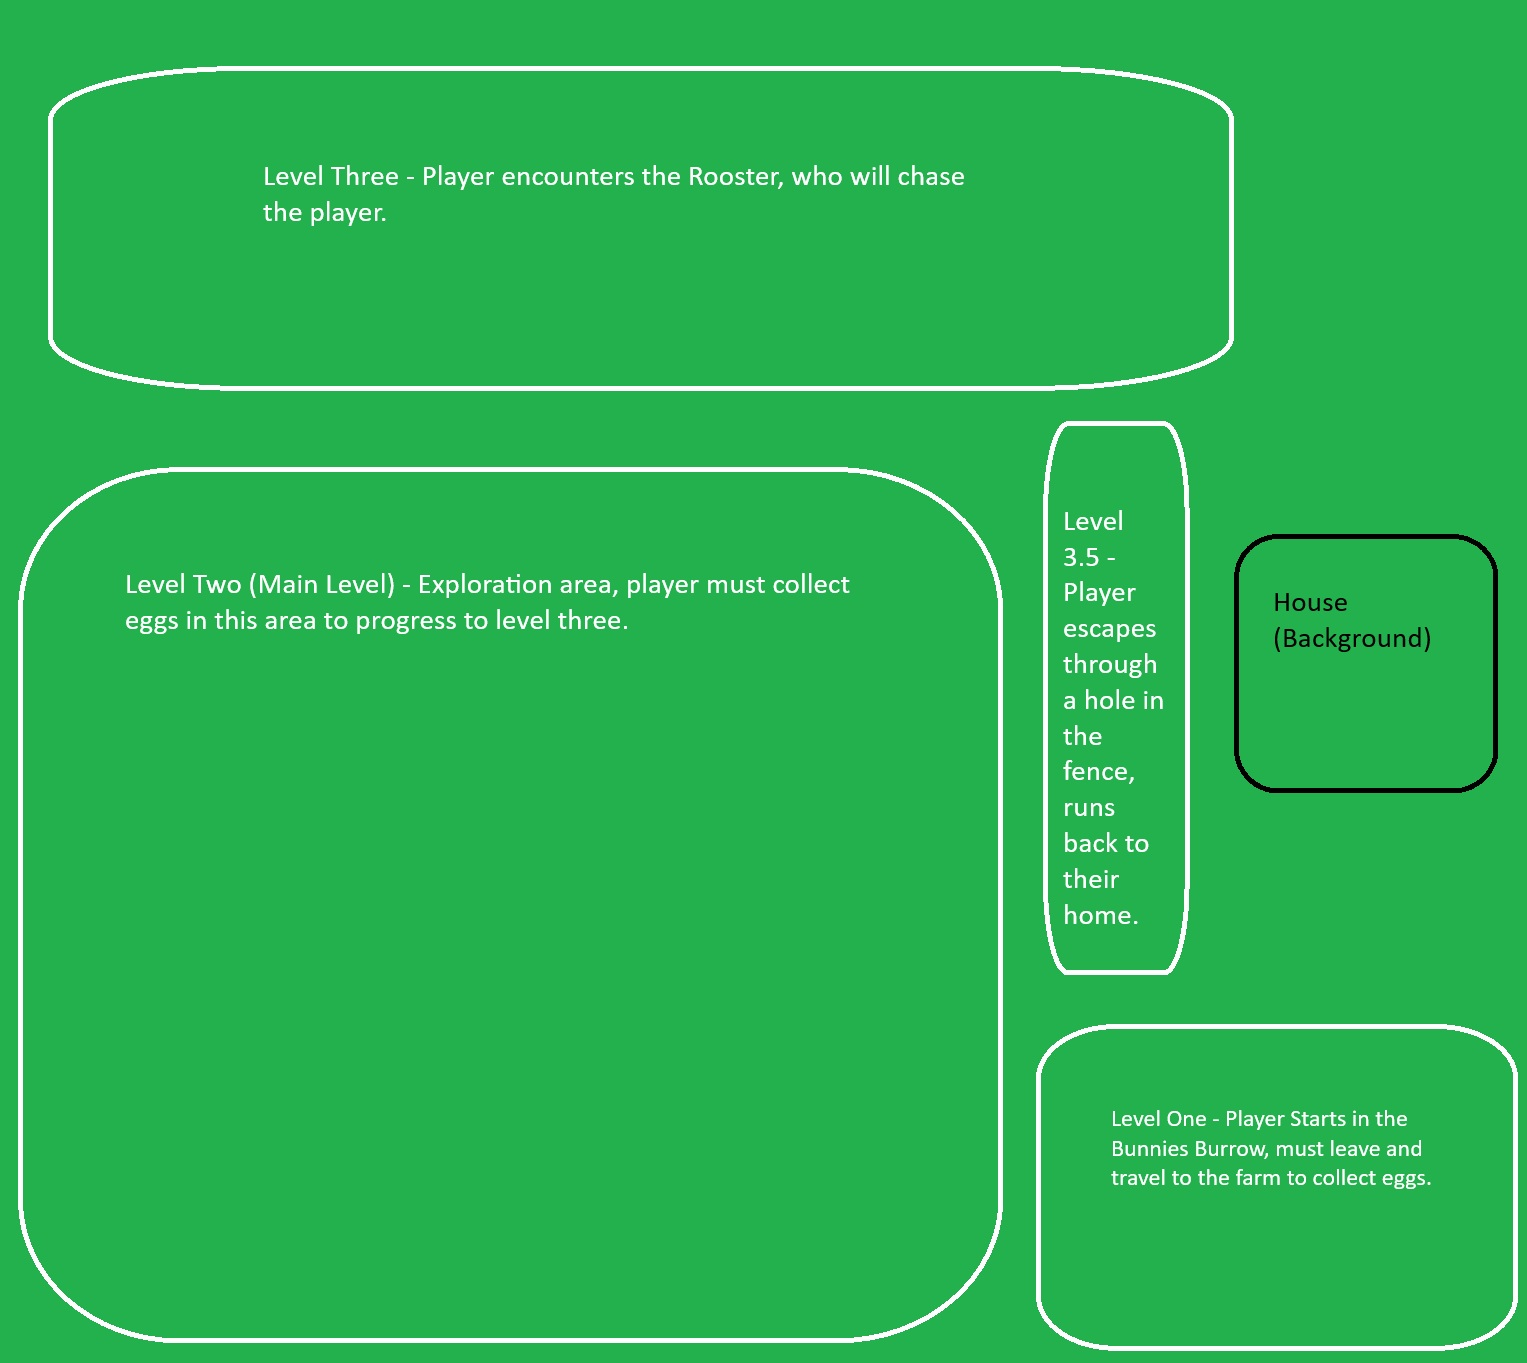 Level Three - Player encounters the Rooster, who will chase
the player.
Level Two (Main Level) - Exploration area, player must collect
eggs in this area to progress to level three.
Level
3.5 -
Player
escapes
through
a hole in
the
fence,
runs
back to
their
home.
House
(Background)
Level One - Player Starts in the
Bunnies Burrow, must leave and
travel to the farm to collect eggs.